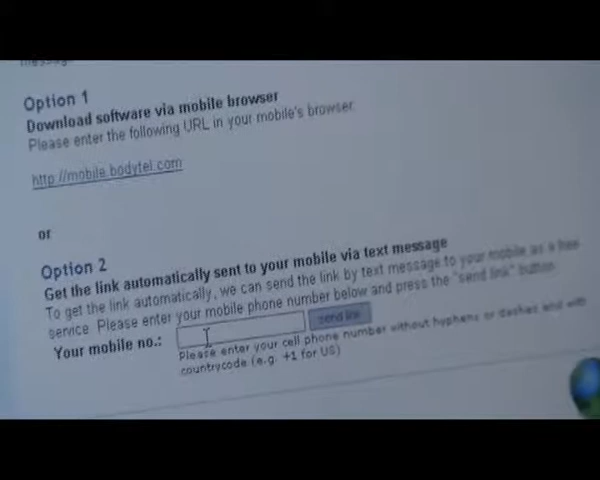 Option 1
Download software via mobile browser
Please enter the following URL in your mobile's browser
http://mobile.bodytel.com
or
Option 2
Get the link automatically sent to your mobile via text message
To get the link automatically, we can send the link by text message to your mobile as a free
service. Please enter your mobile phone number below and press the "send link" button.
Your mobile no.: send link
Please enter your cell phone number without hyphens or dashes and with
countrycode (e.g. +1 for US)